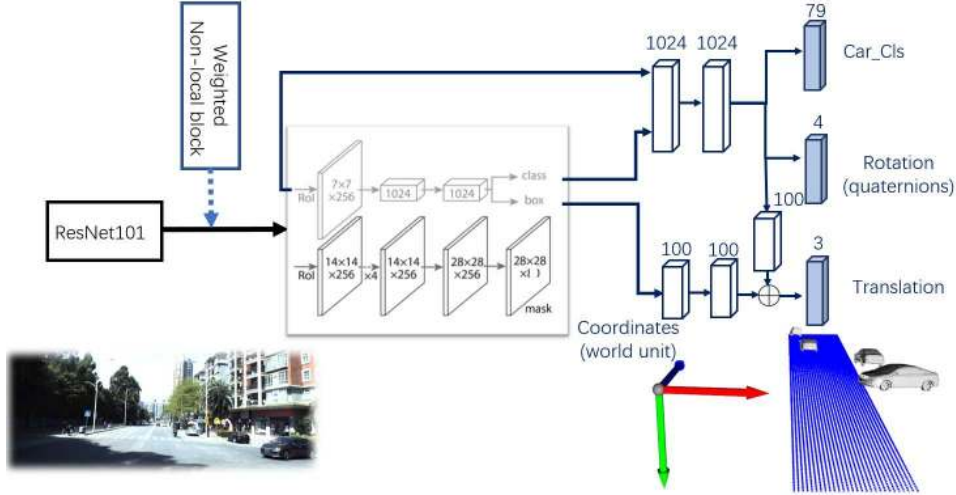 Weighted
Non-local block
ResNet101
RoI
7×7
×256
1024
1024
class
box
RoI
14×14
×256
×4
14×14
×256
28×28
×256
28×28
×[ ]
mask
1024
1024
79
Car_Cls
4
Rotation
(quaternions)
100
100
100
3
Translation
Coordinates
(world unit)